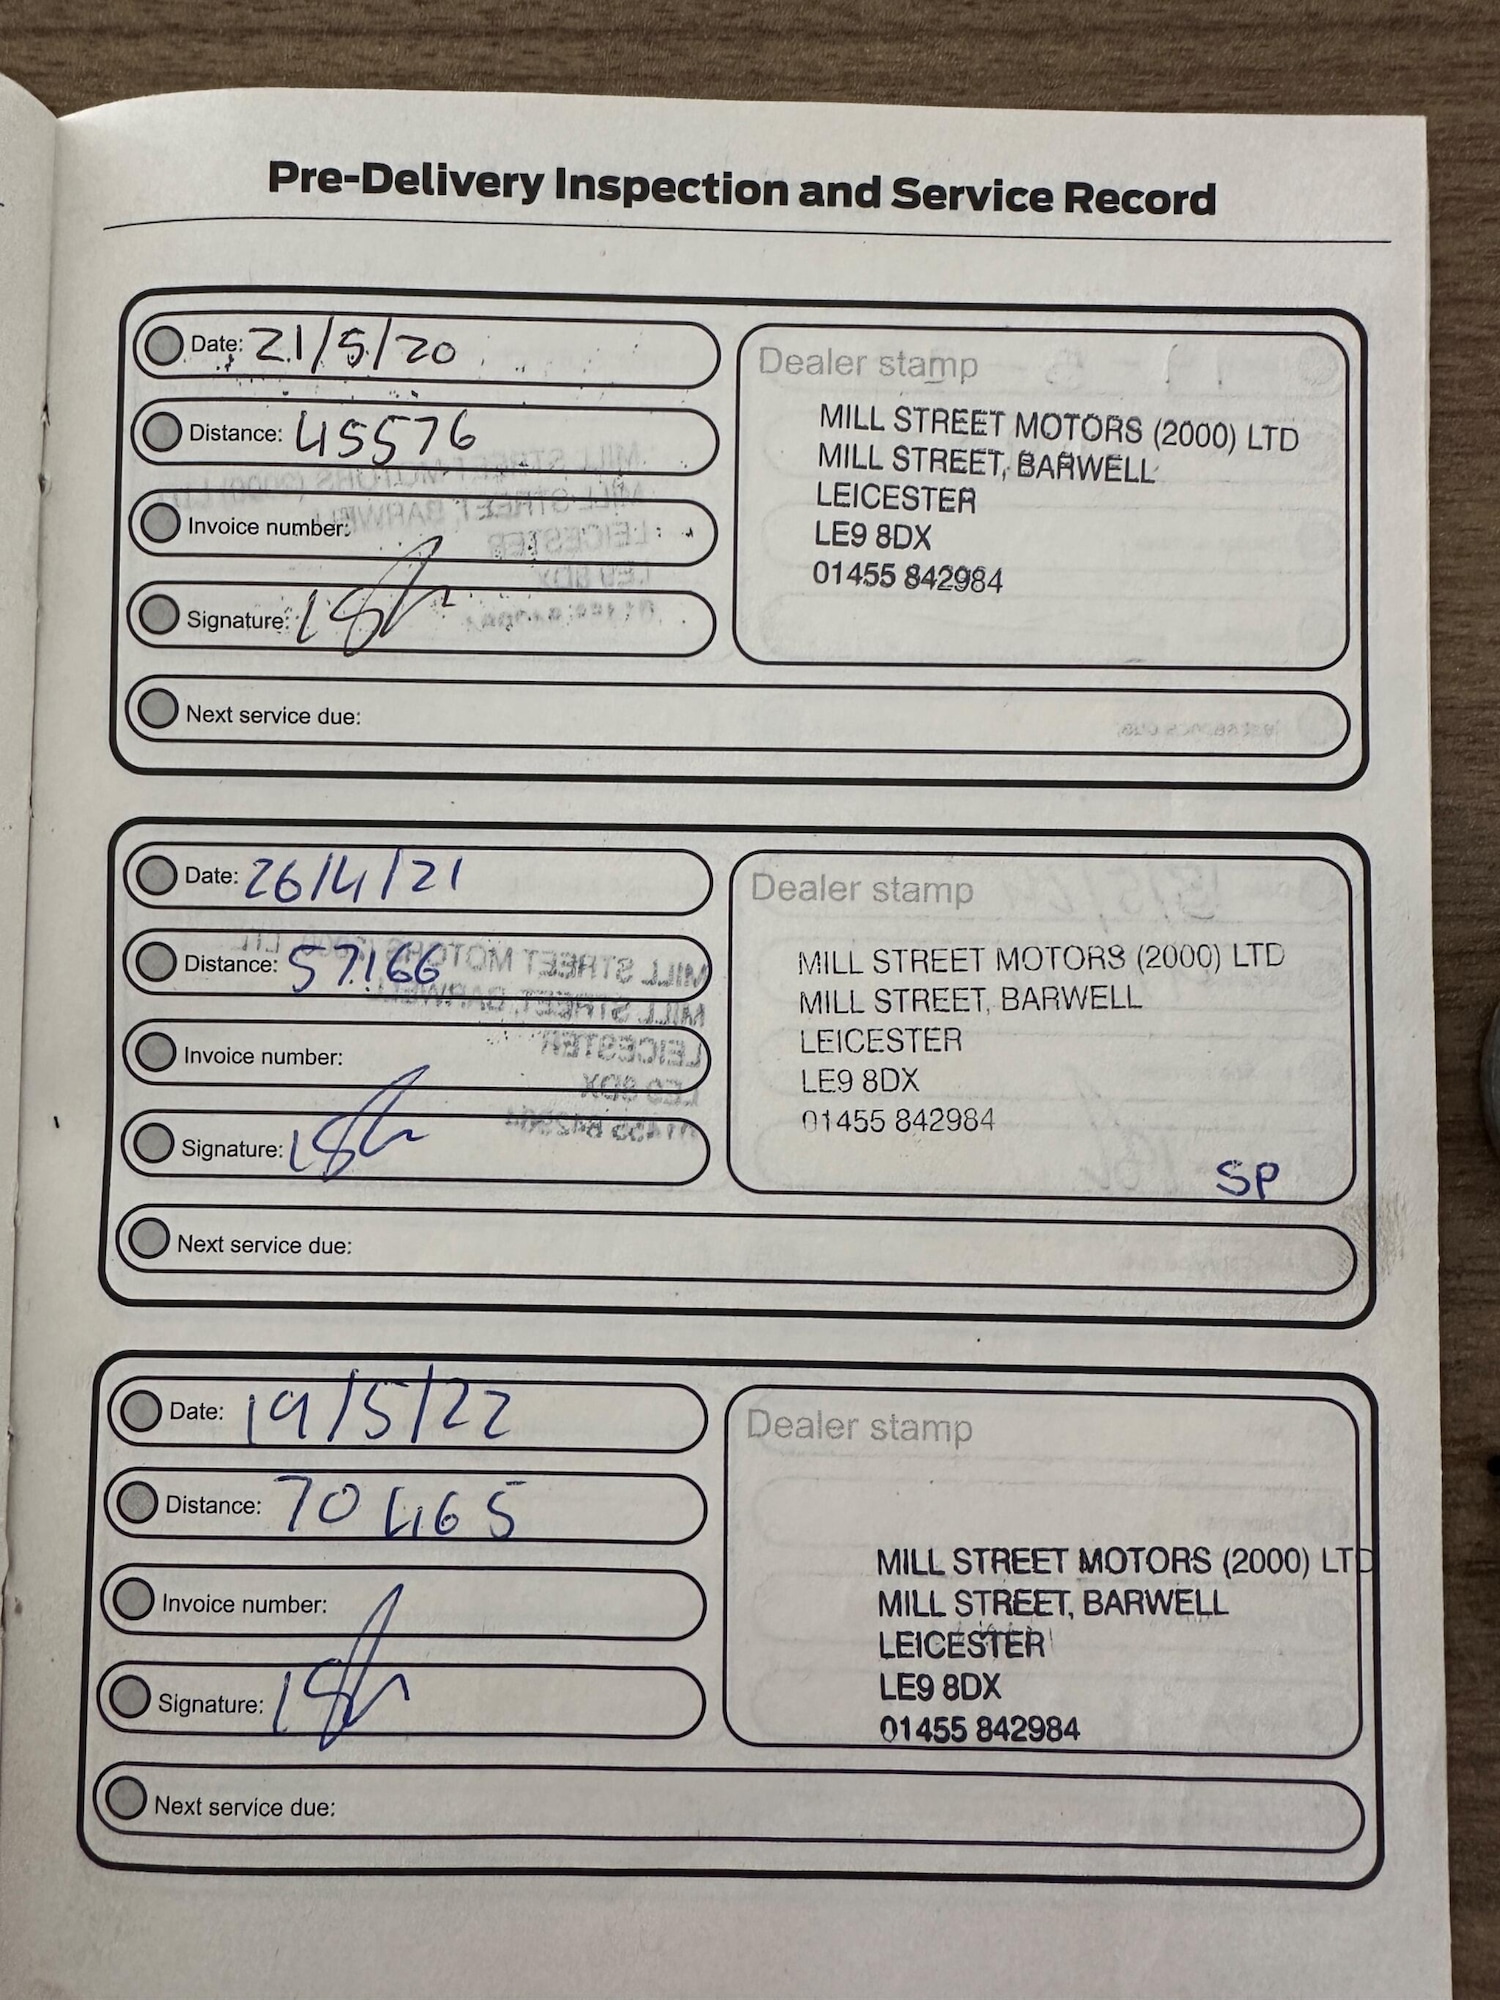 Pre-Delivery Inspection and Service Record
Date: 21/5/20
Distance: 45576
Invoice number:
Signature:
Next service due:
Dealer stamp
MILL STREET MOTORS (2000) LTD
MILL STREET, BARWELL
LEICESTER
LE9 8DX
01455 842984
Date: 26/4/21
Distance: 57166
Invoice number:
Signature:
Next service due:
Dealer stamp
MILL STREET MOTORS (2000) LTD
MILL STREET, BARWELL
LEICESTER
LE9 8DX
01455 842984
SP
Date: 19/5/22
Distance: 70465
Invoice number:
Signature:
Next service due:
Dealer stamp
MILL STREET MOTORS (2000) LTD
MILL STREET, BARWELL
LEICESTER
LE9 8DX
01455 842984